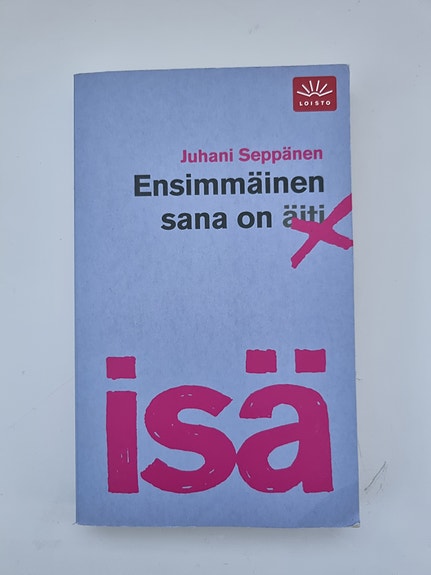 LOISTO
Juhani Seppänen
Ensimmäinen
sana on äiti
isä